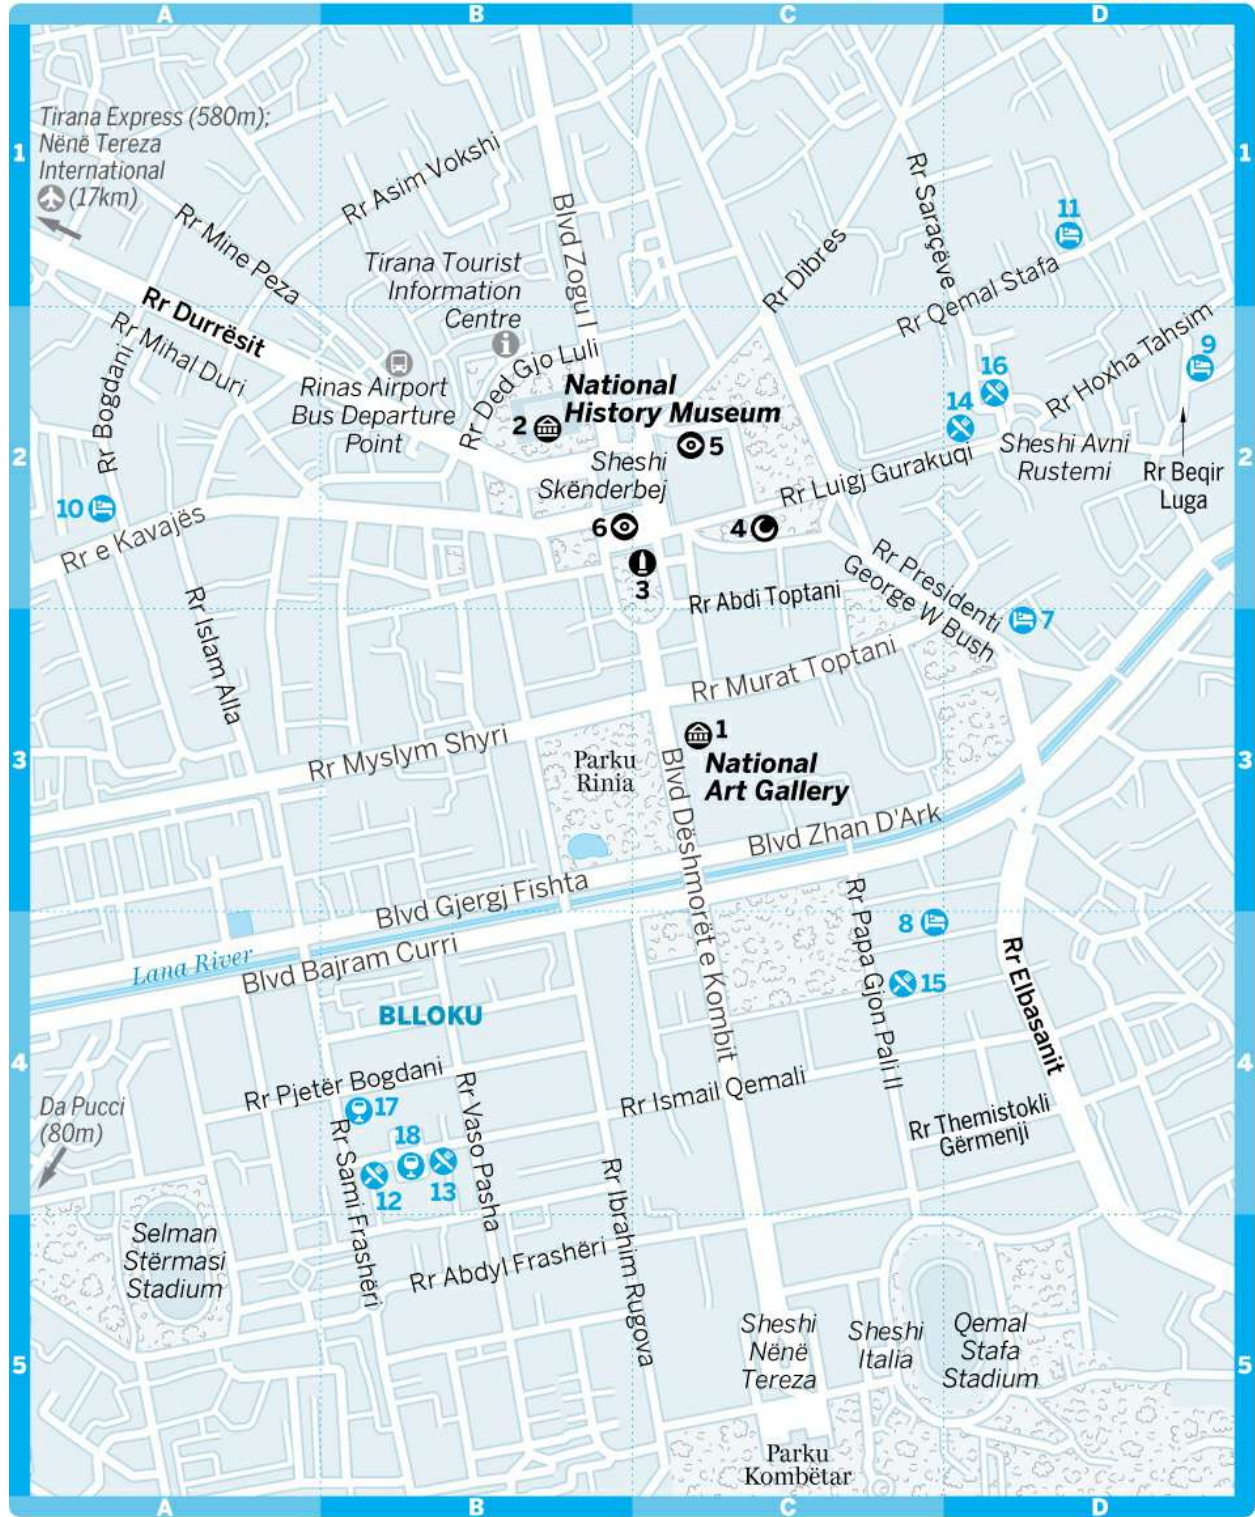 A
B
C
D
1
1
Tirana Express (580m);
Nënë Tereza
International
(17km)
Rr Asim Vokshi
Rr Mine Peza
Blvd Zogu I
Rr Saraçëve
11
Rr Dibres
Rr Qemal Stafa
Tirana Tourist
Information
Centre
Rr Durrësit
Rr Mihal Duri
Rr Bogdani
Rinas Airport
Bus Departure
Point
Rr Ded Gjo Luli
National
History Museum
2
5
Sheshi
Skënderbej
Rr Hoxha Tahsim
9
16
14
Sheshi Avni
Rustemi
Rr Beqir
Luga
2
2
10
Rr e Kavajës
Rr Luigj Gurakuqi
6
4
3
Rr Abdi Toptani
Rr Presidenti
George W Bush
7
Rr Islam Alla
Rr Murat Toptani
Rr Myslym Shyri
3
3
Parku
Rinia
1
National
Art Gallery
Blvd Dëshmorët e Kombit
Blvd Zhan D'Ark
Blvd Gjergj Fishta
Lana River
Blvd Bajram Curri
Rr Papa Gjon Pali II
8
15
Rr Elbasanit
BLLOKU
4
4
Rr Pjetër Bogdani
Rr Ismail Qemali
Rr Themistokli
Gërmenji
Da Pucci
(80m)
17
18
12
13
Rr Sami Frashëri
Rr Vaso Pasha
Rr Ibrahim Rugova
Selman
Stërmasi
Stadium
Rr Abdyl Frashëri
Sheshi
Nënë
Tereza
Sheshi
Italia
Qemal
Stafa
Stadium
5
5
Parku
Kombëtar
A
B
C
D